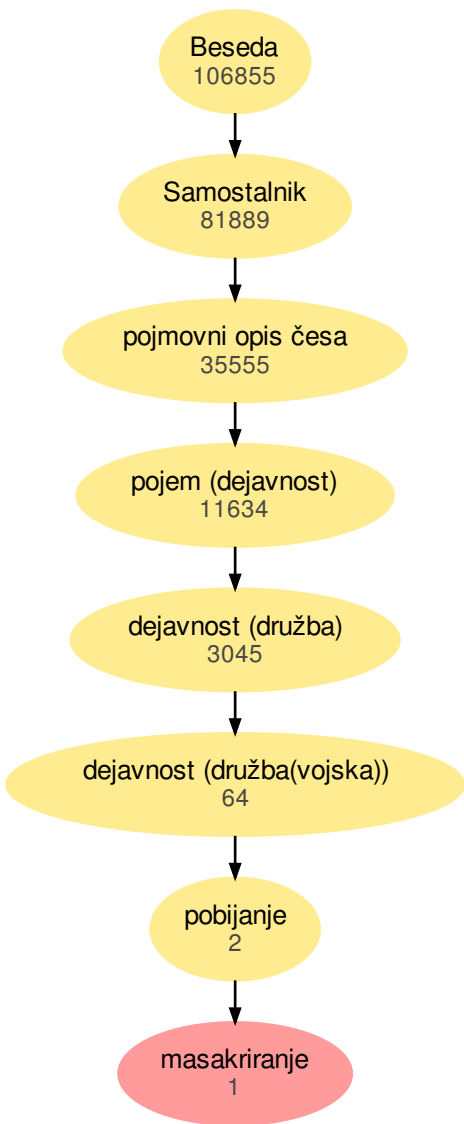 Beseda
106855
Samostalnik
81889
pojmovni opis česa
35555
pojem (dejavnost)
11634
dejavnost (družba)
3045
dejavnost (družba(vojska))
64
pobijanje
2
masakriranje
1